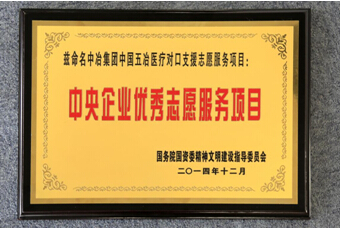 兹命名中冶集团中国五冶医疗对口支援志愿服务项目：
中央企业优秀志愿服务项目
国务院国资委精神文明建设指导委员会
二〇一四年十二月